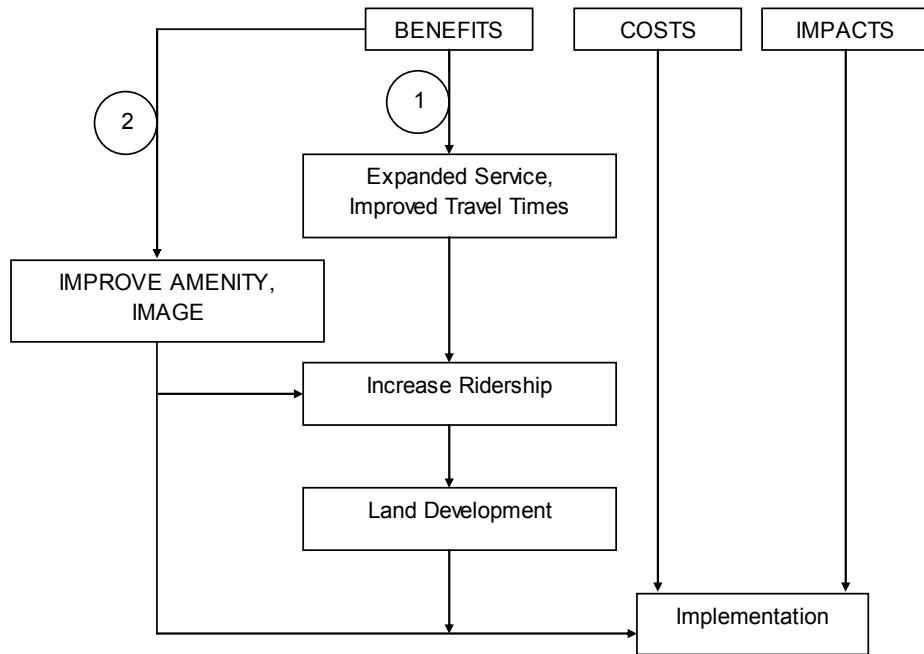 BENEFITS
COSTS
IMPACTS
1
2
Expanded Service,
Improved Travel Times
IMPROVE AMENITY,
IMAGE
Increase Ridership
Land Development
Implementation